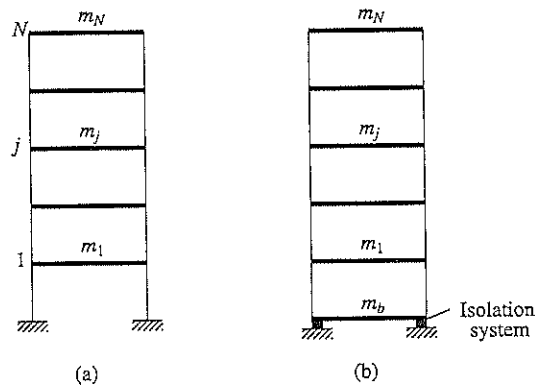 N
m_N
m_N
j
m_j
m_j
1
m_1
m_1
m_b
Isolation
system
(a)
(b)